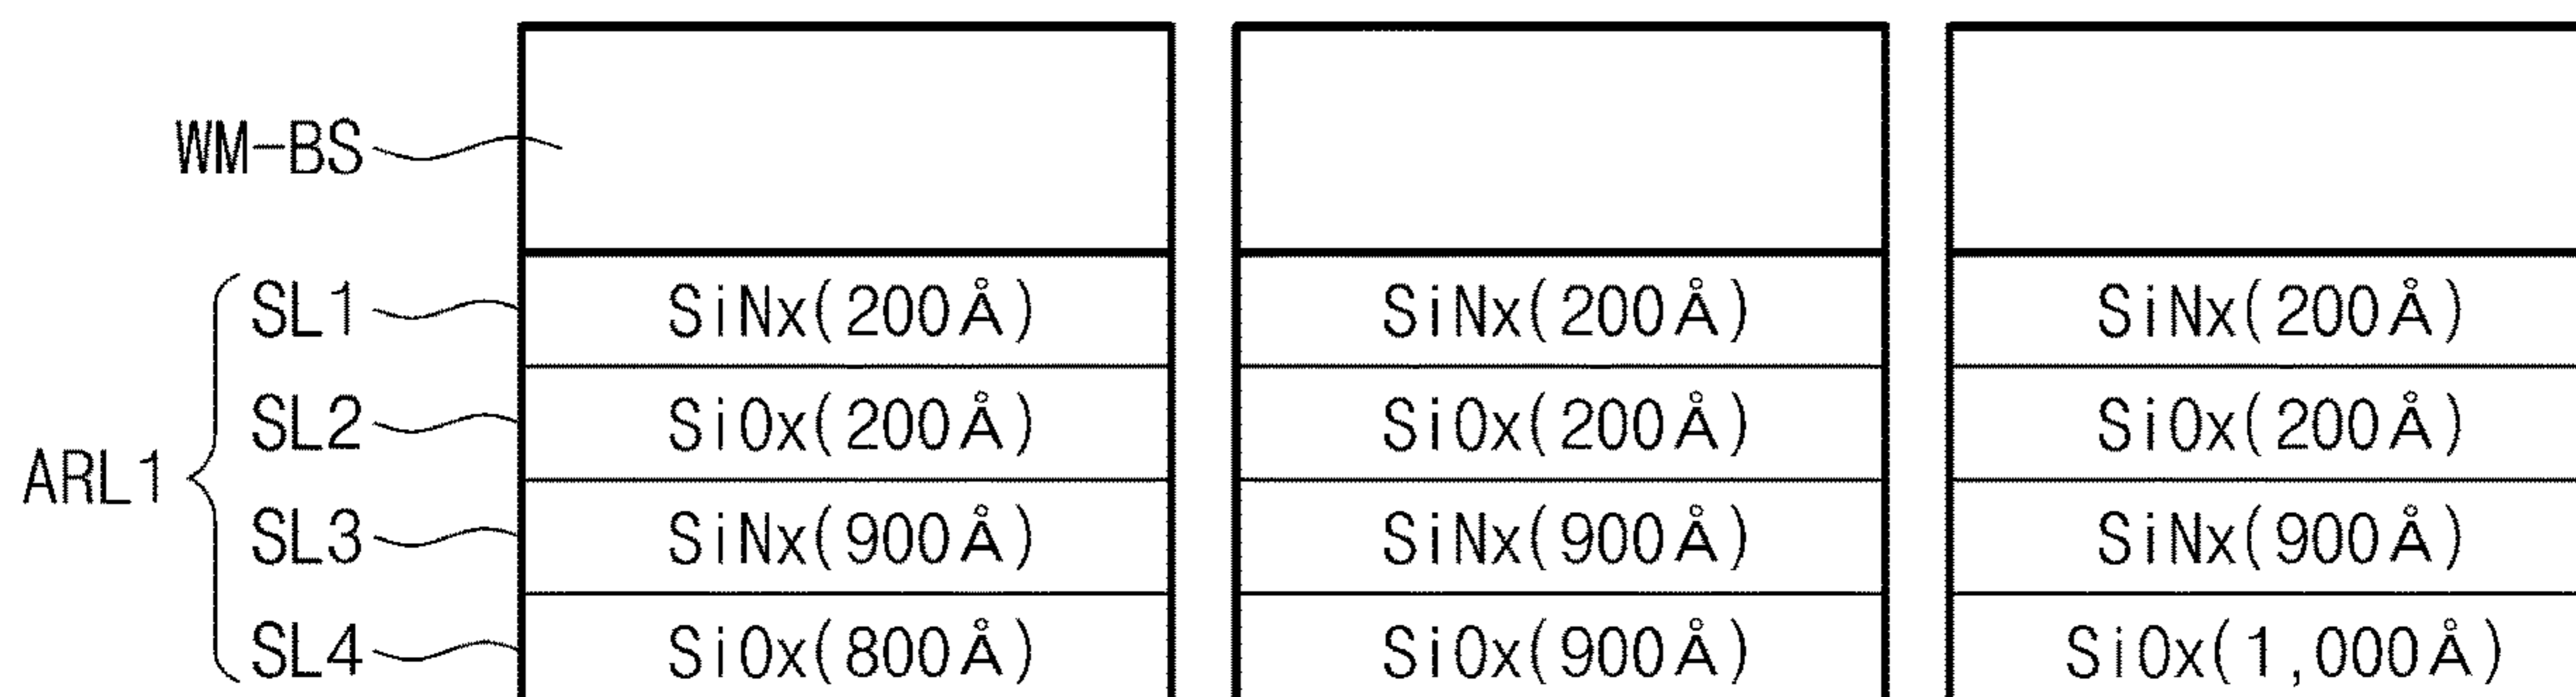 WM-BS
SL1 SiNx(200Å) SiNx(200Å) SiNx(200Å)
SL2 SiOx(200Å) SiOx(200Å) SiOx(200Å)
ARL1
SL3 SiNx(900Å) SiNx(900Å) SiNx(900Å)
SL4 SiOx(800Å) SiOx(900Å) SiOx(1,000Å)